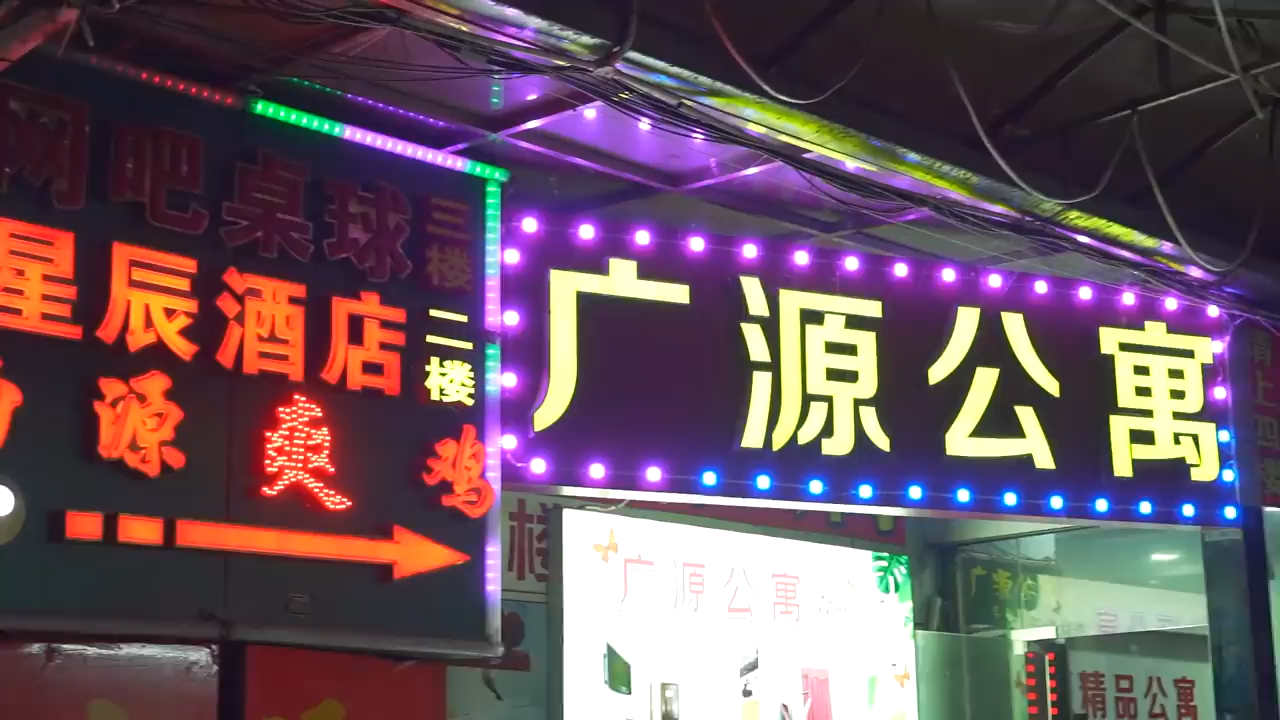 网吧桌球 三楼
星辰酒店 二楼
源 爽 鸡
广源公寓
广源公寓
精品公寓